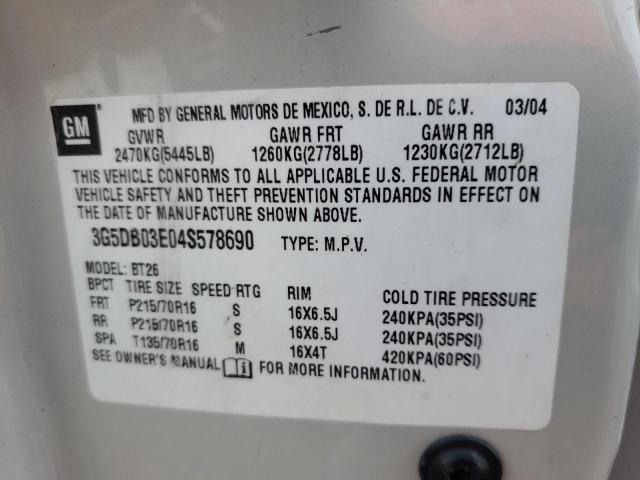 MFD BY GENERAL MOTORS DE MEXICO, S. DE R.L. DE C.V. 03/04
GM
GVWR GAWR FRT GAWR RR
2470KG(5445LB) 1260KG(2778LB) 1230KG(2712LB)
THIS VEHICLE CONFORMS TO ALL APPLICABLE U.S. FEDERAL MOTOR
VEHICLE SAFETY AND THEFT PREVENTION STANDARDS IN EFFECT ON
THE DATE OF MANUFACTURE SHOWN ABOVE.
3G5DB03E04S578690 TYPE: M.P.V.
MODEL: BT26
BPCT TIRE SIZE SPEED RTG RIM COLD TIRE PRESSURE
FRT P215/70R16 S 16X6.5J 240KPA(35PSI)
RR P215/70R16 S 16X6.5J 240KPA(35PSI)
SPA T135/70R16 M 16X4T 420KPA(60PSI)
SEE OWNER'S MANUAL FOR MORE INFORMATION.